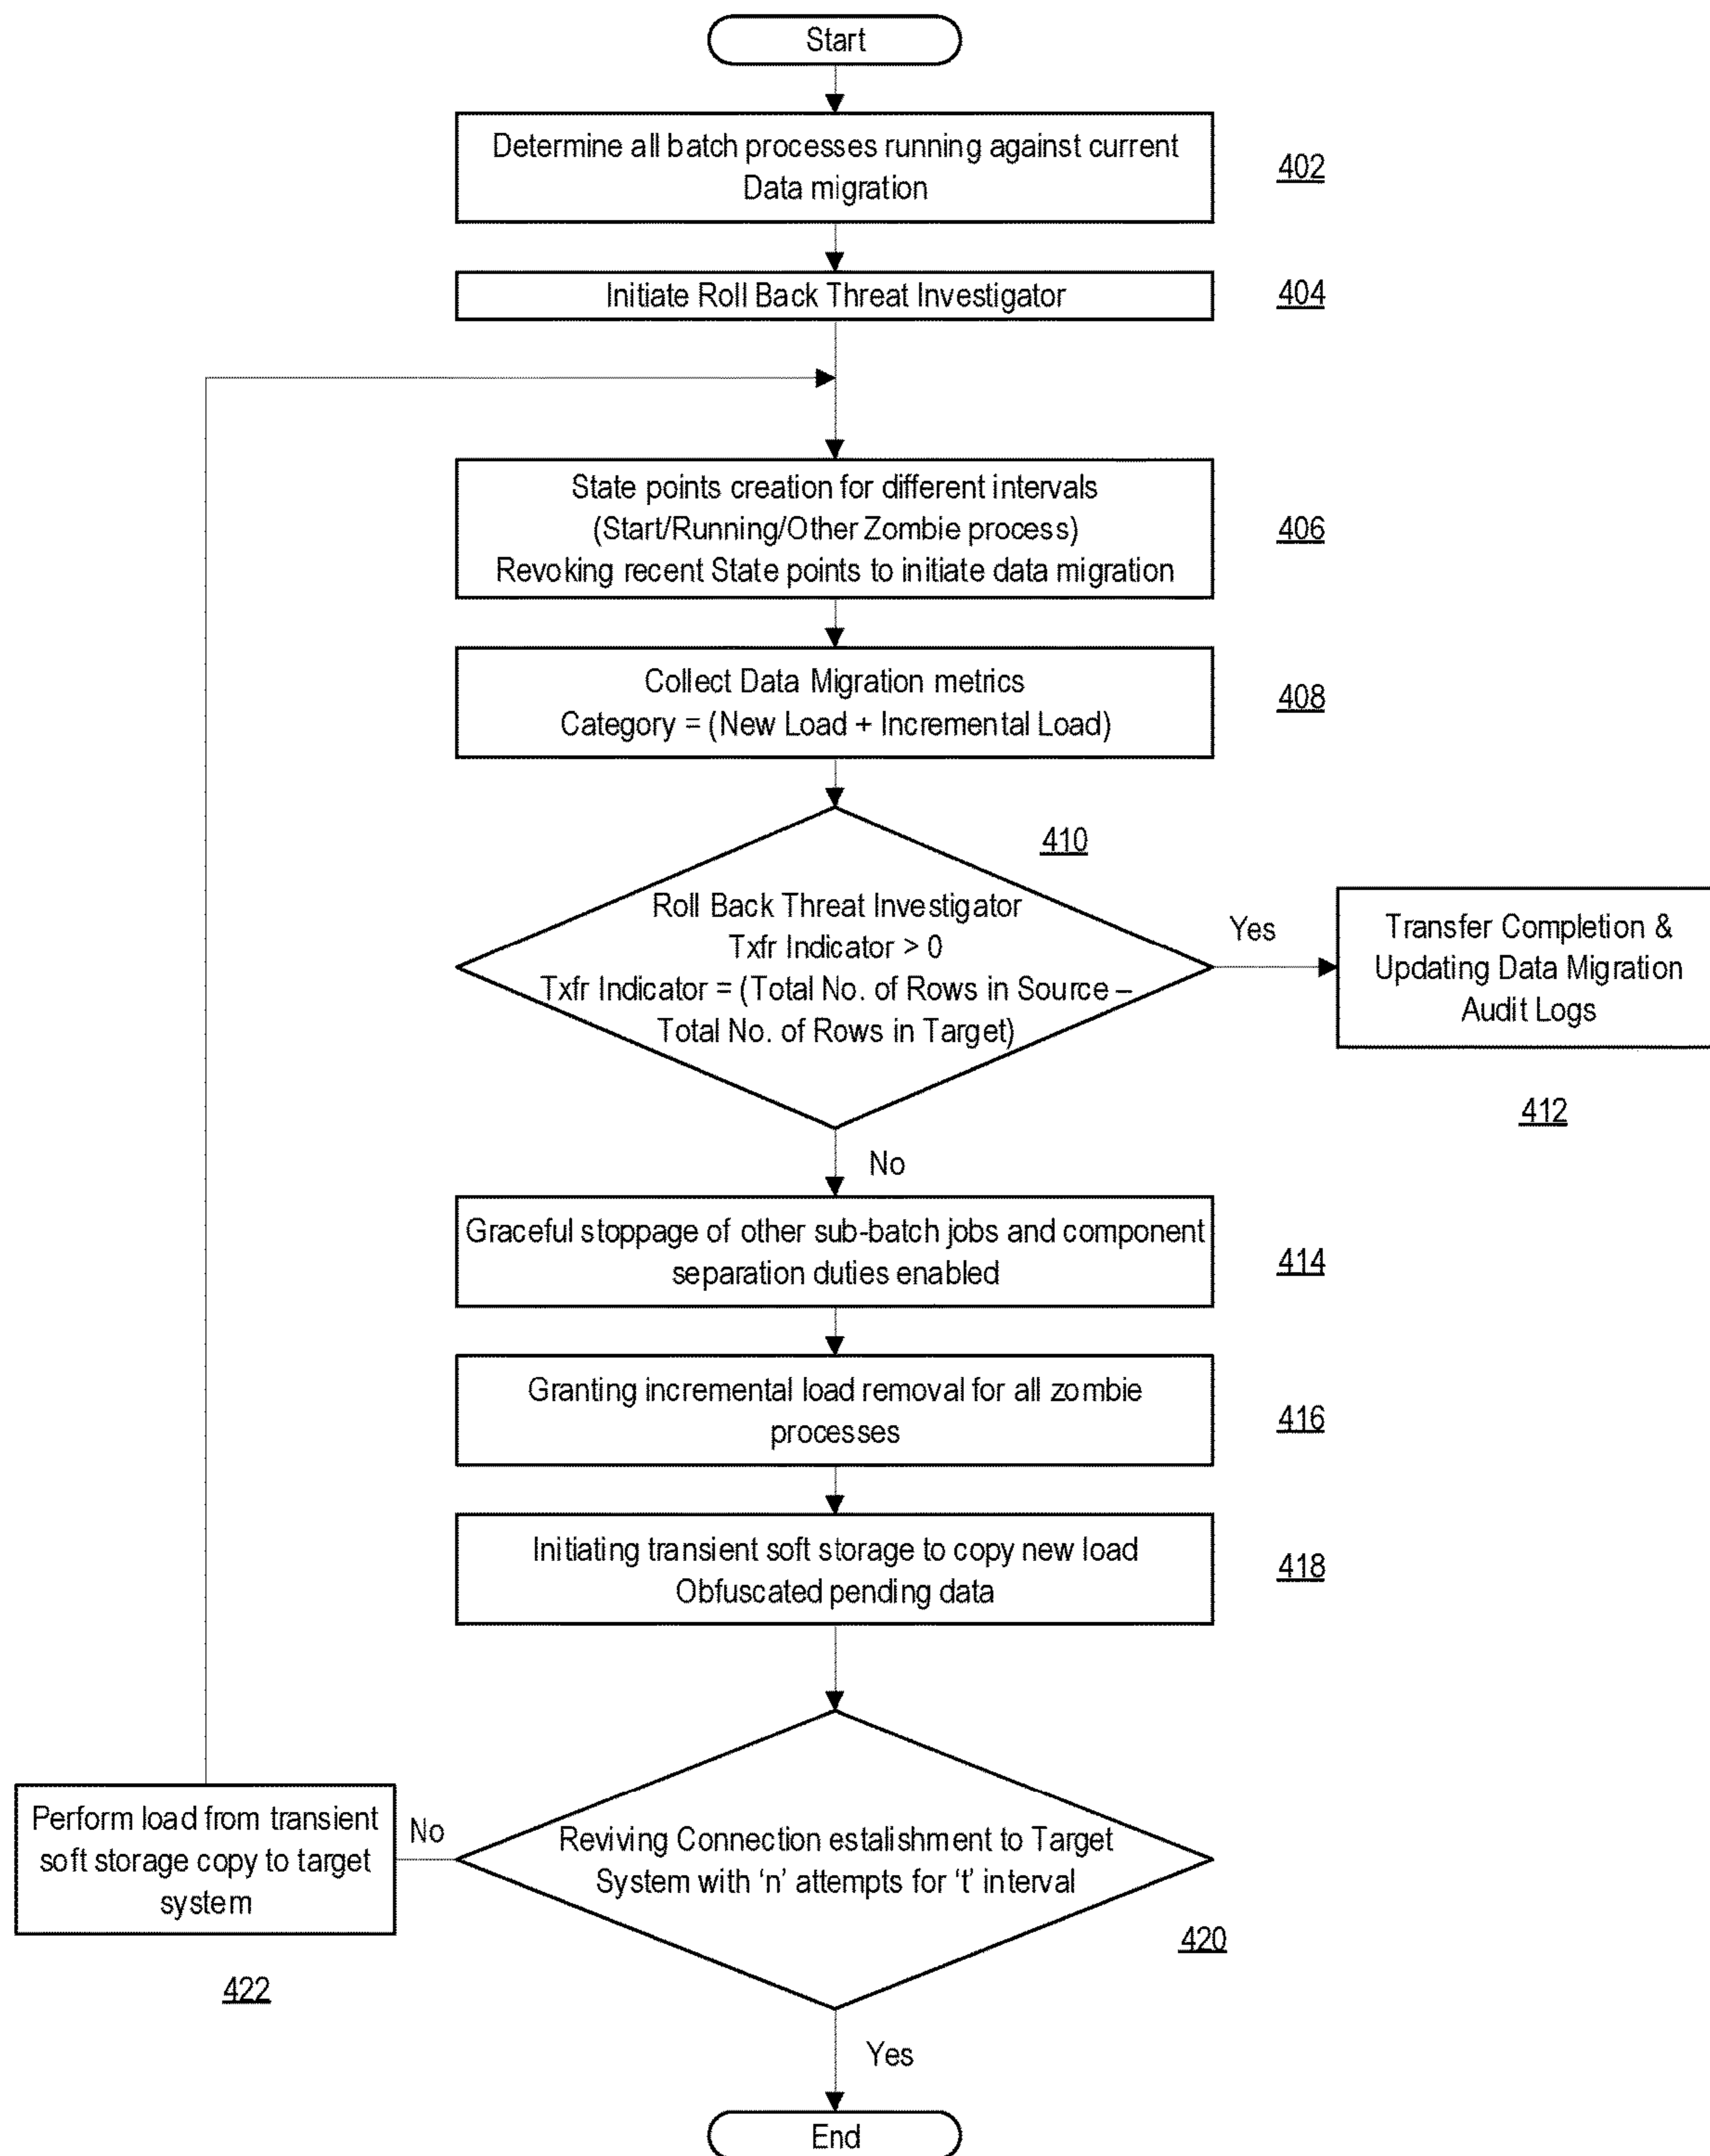 Start
Determine all batch processes running against current
Data migration
402
Initiate Roll Back Threat Investigator
404
State points creation for different intervals
(Start/Running/Other Zombie process)
Revoking recent State points to initiate data migration
406
Collect Data Migration metrics
Category = (New Load + Incremental Load)
408
410
Roll Back Threat Investigator
Txfr Indicator > 0
Txfr Indicator = (Total No. of Rows in Source –
Total No. of Rows in Target)
Yes
Transfer Completion &
Updating Data Migration
Audit Logs
412
No
Graceful stoppage of other sub-batch jobs and component
separation duties enabled
414
Granting incremental load removal for all zombie
processes
416
Initiating transient soft storage to copy new load
Obfuscated pending data
418
Reviving Connection estalishment to Target
System with ‘n’ attempts for ‘t’ interval
420
No
Perform load from transient
soft storage copy to target
system
422
Yes
End